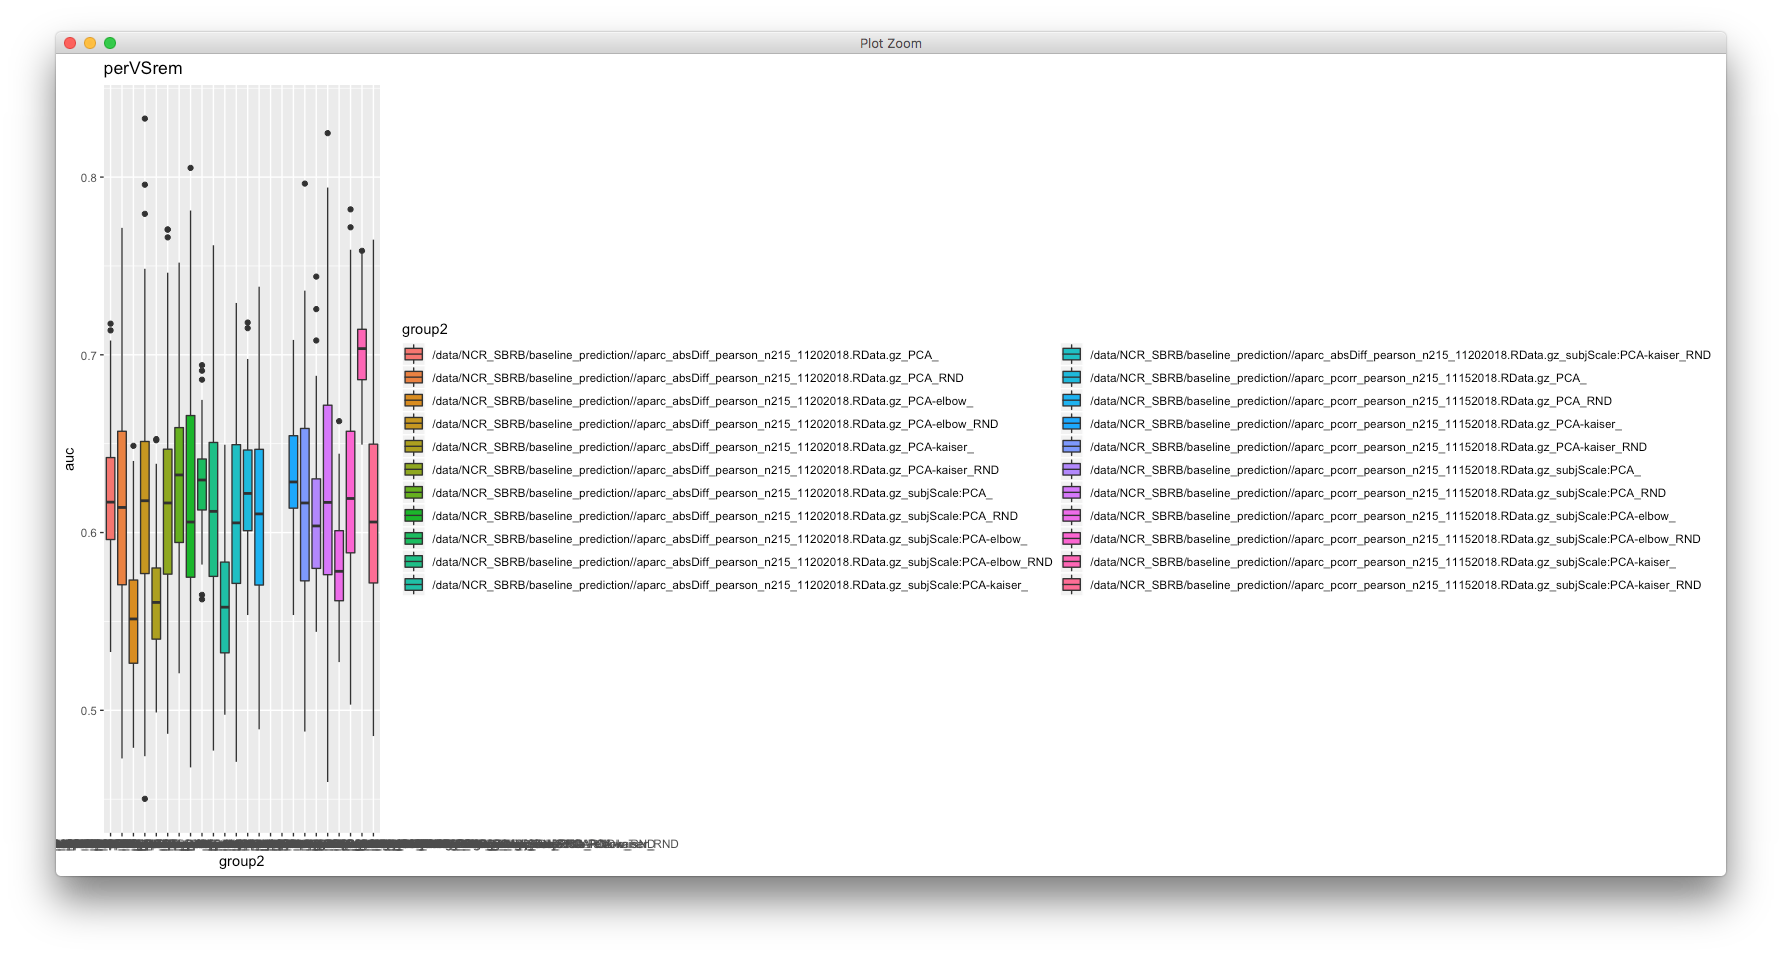 Plot Zoom
perVSrem
0.8
0.7
0.6
0.5
auc
group2
group2
/data/NCR_SBRB/baseline_prediction//aparc_absDiff_pearson_n215_11202018.RData.gz_PCA_
/data/NCR_SBRB/baseline_prediction//aparc_absDiff_pearson_n215_11202018.RData.gz_PCA_RND
/data/NCR_SBRB/baseline_prediction//aparc_absDiff_pearson_n215_11202018.RData.gz_PCA-elbow_
/data/NCR_SBRB/baseline_prediction//aparc_absDiff_pearson_n215_11202018.RData.gz_PCA-elbow_RND
/data/NCR_SBRB/baseline_prediction//aparc_absDiff_pearson_n215_11202018.RData.gz_PCA-kaiser_
/data/NCR_SBRB/baseline_prediction//aparc_absDiff_pearson_n215_11202018.RData.gz_PCA-kaiser_RND
/data/NCR_SBRB/baseline_prediction//aparc_absDiff_pearson_n215_11202018.RData.gz_subjScale:PCA_
/data/NCR_SBRB/baseline_prediction//aparc_absDiff_pearson_n215_11202018.RData.gz_subjScale:PCA_RND
/data/NCR_SBRB/baseline_prediction//aparc_absDiff_pearson_n215_11202018.RData.gz_subjScale:PCA-elbow_
/data/NCR_SBRB/baseline_prediction//aparc_absDiff_pearson_n215_11202018.RData.gz_subjScale:PCA-elbow_RND
/data/NCR_SBRB/baseline_prediction//aparc_absDiff_pearson_n215_11202018.RData.gz_subjScale:PCA-kaiser_
/data/NCR_SBRB/baseline_prediction//aparc_absDiff_pearson_n215_11202018.RData.gz_subjScale:PCA-kaiser_RND
/data/NCR_SBRB/baseline_prediction//aparc_pcorr_pearson_n215_11152018.RData.gz_PCA_
/data/NCR_SBRB/baseline_prediction//aparc_pcorr_pearson_n215_11152018.RData.gz_PCA_RND
/data/NCR_SBRB/baseline_prediction//aparc_pcorr_pearson_n215_11152018.RData.gz_PCA-kaiser_
/data/NCR_SBRB/baseline_prediction//aparc_pcorr_pearson_n215_11152018.RData.gz_PCA-kaiser_RND
/data/NCR_SBRB/baseline_prediction//aparc_pcorr_pearson_n215_11152018.RData.gz_subjScale:PCA_
/data/NCR_SBRB/baseline_prediction//aparc_pcorr_pearson_n215_11152018.RData.gz_subjScale:PCA_RND
/data/NCR_SBRB/baseline_prediction//aparc_pcorr_pearson_n215_11152018.RData.gz_subjScale:PCA-elbow_
/data/NCR_SBRB/baseline_prediction//aparc_pcorr_pearson_n215_11152018.RData.gz_subjScale:PCA-elbow_RND
/data/NCR_SBRB/baseline_prediction//aparc_pcorr_pearson_n215_11152018.RData.gz_subjScale:PCA-kaiser_
/data/NCR_SBRB/baseline_prediction//aparc_pcorr_pearson_n215_11152018.RData.gz_subjScale:PCA-kaiser_RND